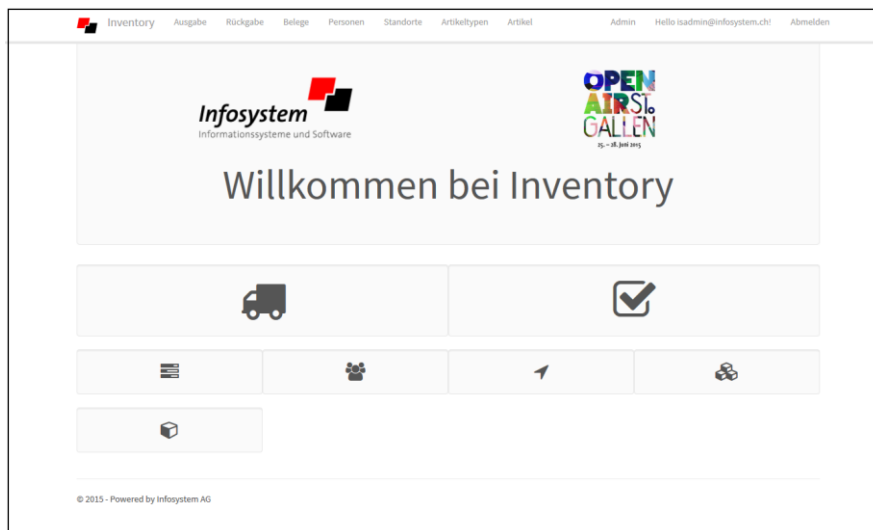 Inventory Ausgabe Rückgabe Belege Personen Standorte Artikeltypen Artikel Admin Hello isadmin@infosystem.ch! Abmelden
Infosystem
Informationssysteme und Software
OPEN
AIR ST.
GALLEN
25. – 28. Juni 2015
Willkommen bei Inventory
© 2015 - Powered by Infosystem AG